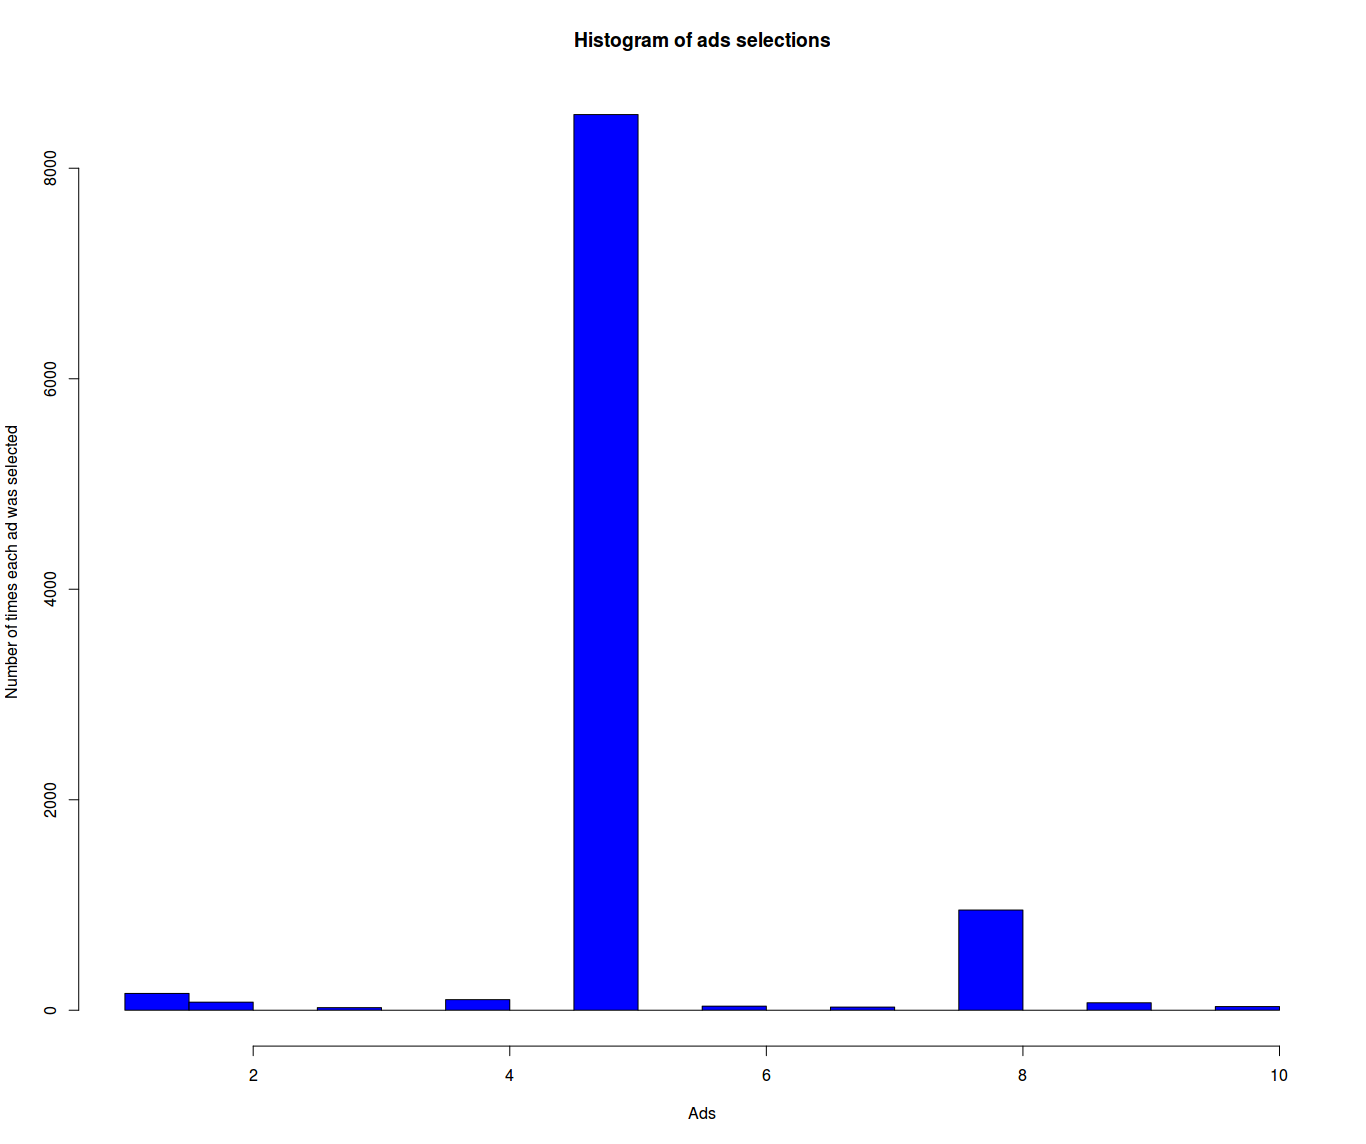 Histogram of ads selections
Number of times each ad was selected
8000
6000
4000
2000
0
2 4 6 8 10
Ads